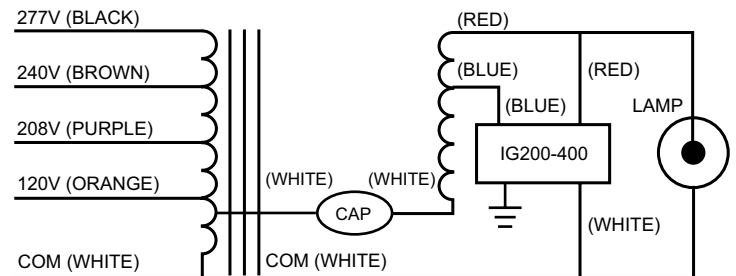 277V (BLACK)
(RED)
240V (BROWN)
(BLUE)
(RED)
(BLUE)
LAMP
208V (PURPLE)
IG200-400
120V (ORANGE)
(WHITE)
(WHITE)
CAP
(WHITE)
COM (WHITE)
COM (WHITE)